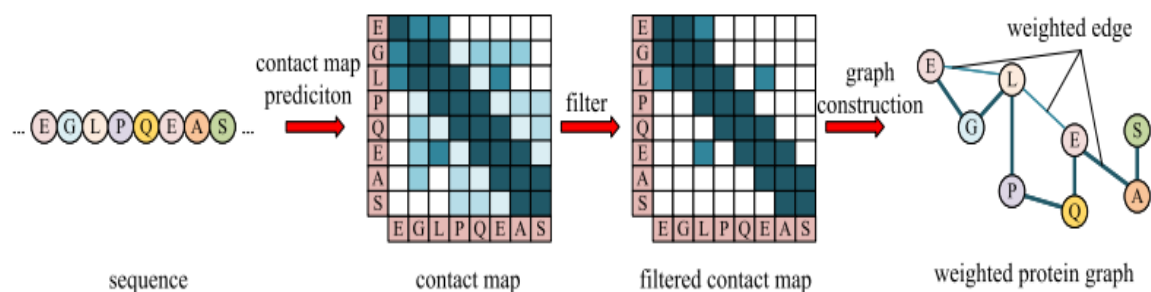 ... E G L P Q E A S ...
contact map
prediciton
E
G
L
P
Q
E
A
S
E G L P Q E A S
filter
E
G
L
P
Q
E
A
S
E G L P Q E A S
graph
construction
weighted edge
E
L
G
E
S
P
Q
A
sequence
contact map
filtered contact map
weighted protein graph